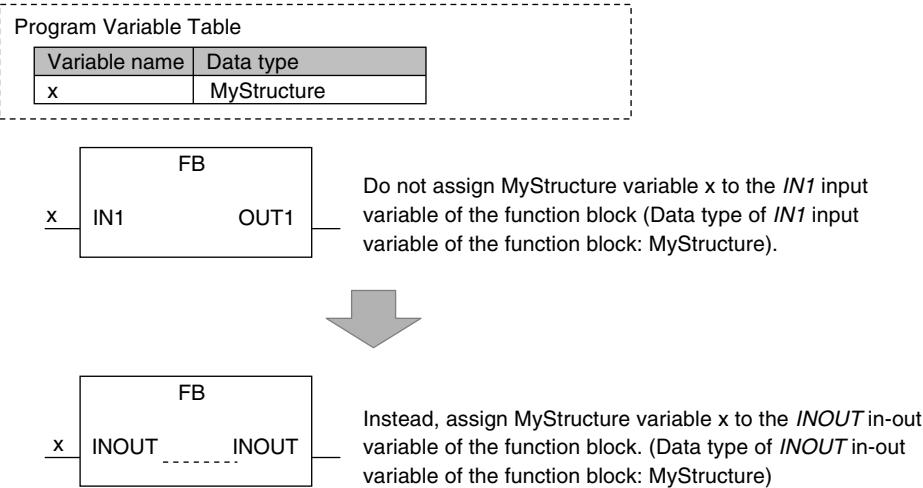 Program Variable Table
Variable name Data type
x MyStructure
FB
x IN1 OUT1
Do not assign MyStructure variable x to the IN1 input
variable of the function block (Data type of IN1 input
variable of the function block: MyStructure).
FB
x INOUT INOUT
Instead, assign MyStructure variable x to the INOUT in-out
variable of the function block. (Data type of INOUT in-out
variable of the function block: MyStructure)